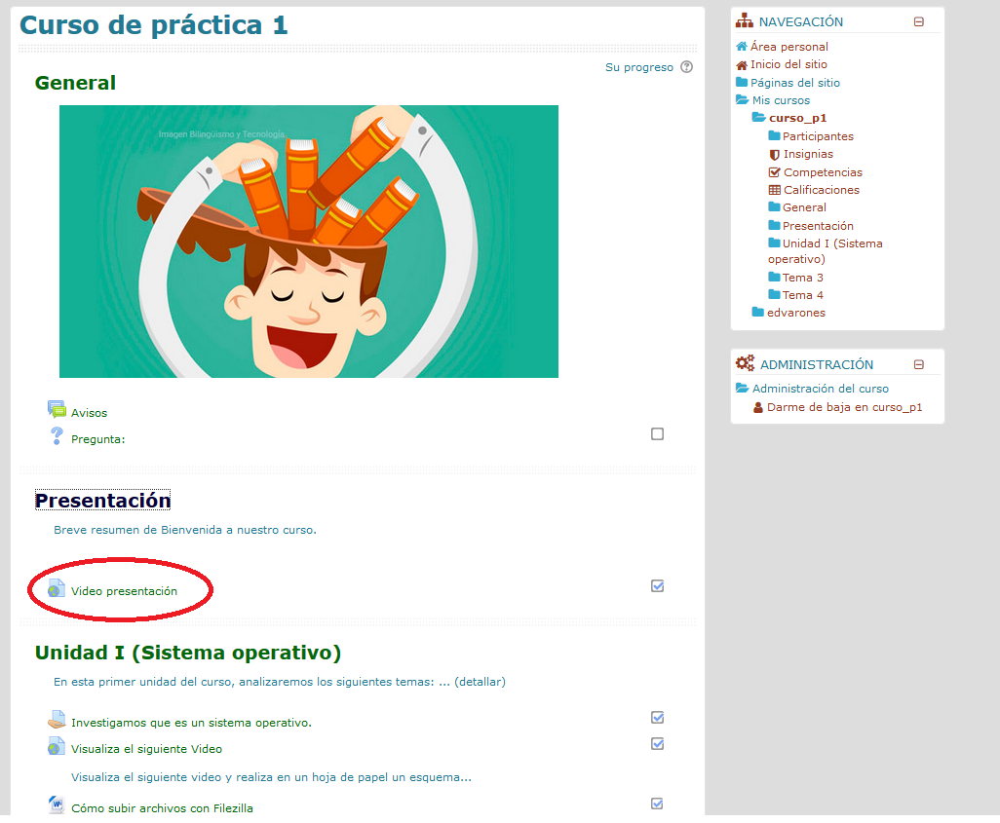 Curso de práctica 1
Su progreso
General
Imagen Bilingüismo y Tecnología
Avisos
Pregunta:
Presentación
Breve resumen de Bienvenida a nuestro curso.
Video presentación
Unidad I (Sistema operativo)
En esta primer unidad del curso, analizaremos los siguientes temas: ... (detallar)
Investigamos que es un sistema operativo.
Visualiza el siguiente Video
Visualiza el siguiente video y realiza en un hoja de papel un esquema...
Cómo subir archivos con Filezilla
NAVEGACIÓN
Área personal
Inicio del sitio
Páginas del sitio
Mis cursos
curso_p1
Participantes
Insignias
Competencias
Calificaciones
General
Presentación
Unidad I (Sistema
operativo)
Tema 3
Tema 4
edvarones
ADMINISTRACIÓN
Administración del curso
Darme de baja en curso_p1